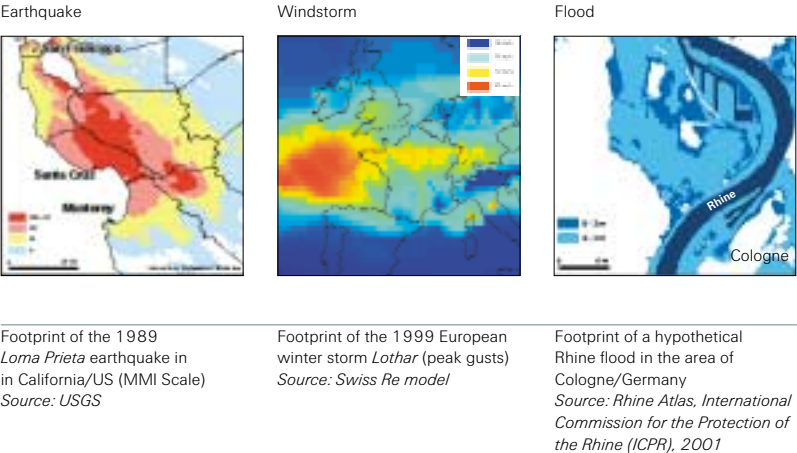 Earthquake
Windstorm
Flood
Santa Cruz
Monterey
Rhine
Cologne
Footprint of the 1989
Loma Prieta earthquake in
in California/US (MMI Scale)
Source: USGS
Footprint of the 1999 European
winter storm Lothar (peak gusts)
Source: Swiss Re model
Footprint of a hypothetical
Rhine flood in the area of
Cologne/Germany
Source: Rhine Atlas, International
Commission for the Protection of
the Rhine (ICPR), 2001